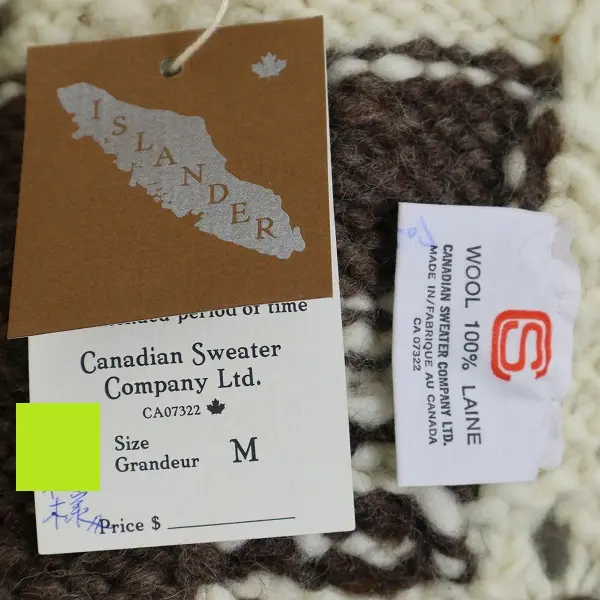 ISLANDER
period of time
Canadian Sweater
Company Ltd.
CA07322
Size
Grandeur M
様
Price $
WOOL 100% LAINE
CANADIAN SWEATER COMPANY LTD.
MADE IN/FABRIQUE AU CANADA
CA 07322